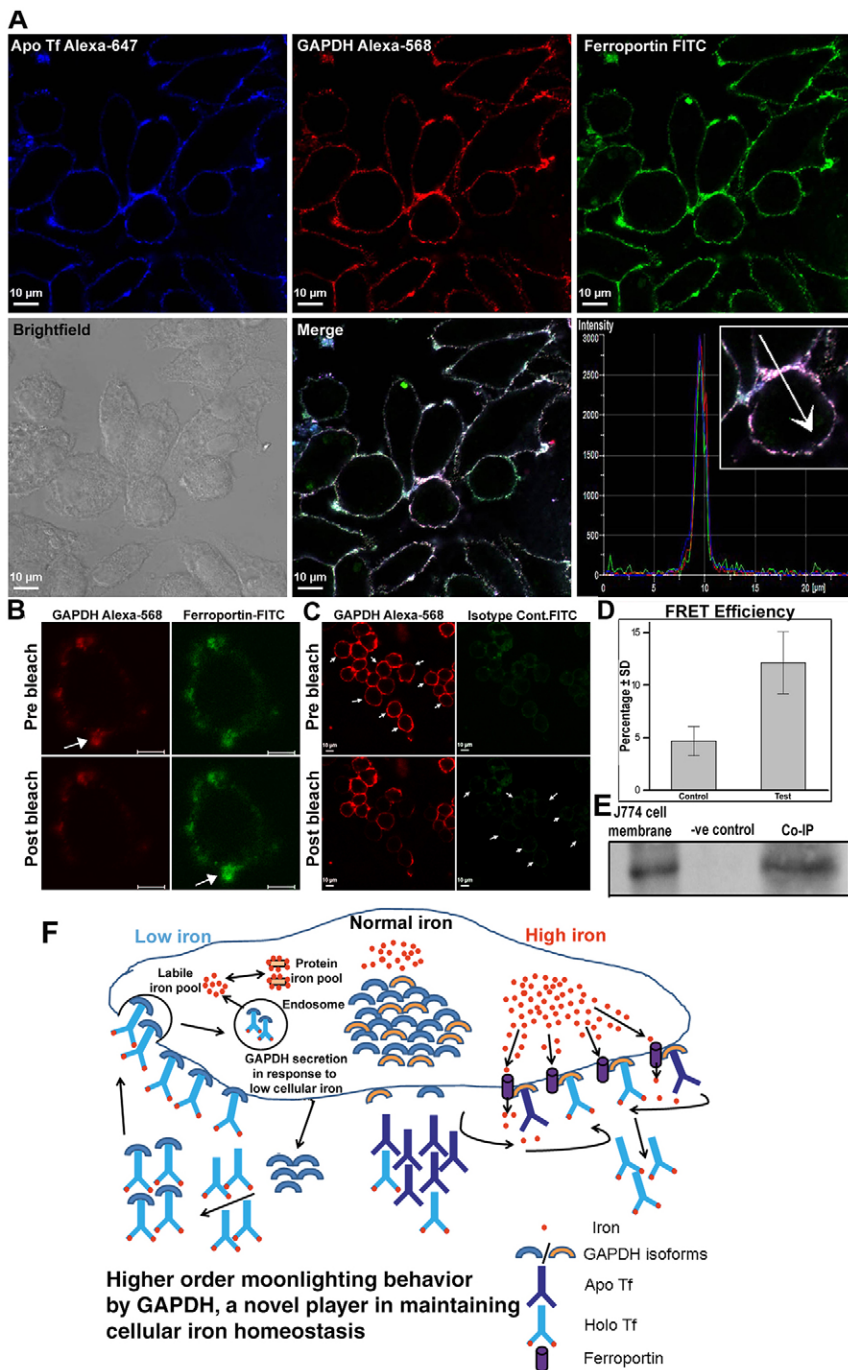 A
Apo Tf Alexa-647
GAPDH Alexa-568
Ferroportin FITC
10 µm
10 µm
10 µm
Brightfield
Merge
Intensity
3000
2500
2000
1500
1000
500
0
0 5 10 15 20 [µm]
10 µm
10 µm
B
GAPDH Alexa-568
Ferroportin-FITC
Pre bleach
Post bleach
C
GAPDH Alexa-568
Isotype Cont.FITC
Pre bleach
Post bleach
10 µm
10 µm
10 µm
10 µm
D
FRET Efficiency
Percentage ± SD
15
10
5
0
Control
Test
E
J774 cell
membrane
-ve control
Co-IP
F
Low iron
Normal iron
High iron
Labile
iron pool
Protein
iron pool
Endosome
GAPDH secretion
in response to
low cellular iron
Iron
GAPDH isoforms
Apo Tf
Holo Tf
Ferroportin
Higher order moonlighting behavior
by GAPDH, a novel player in maintaining
cellular iron homeostasis